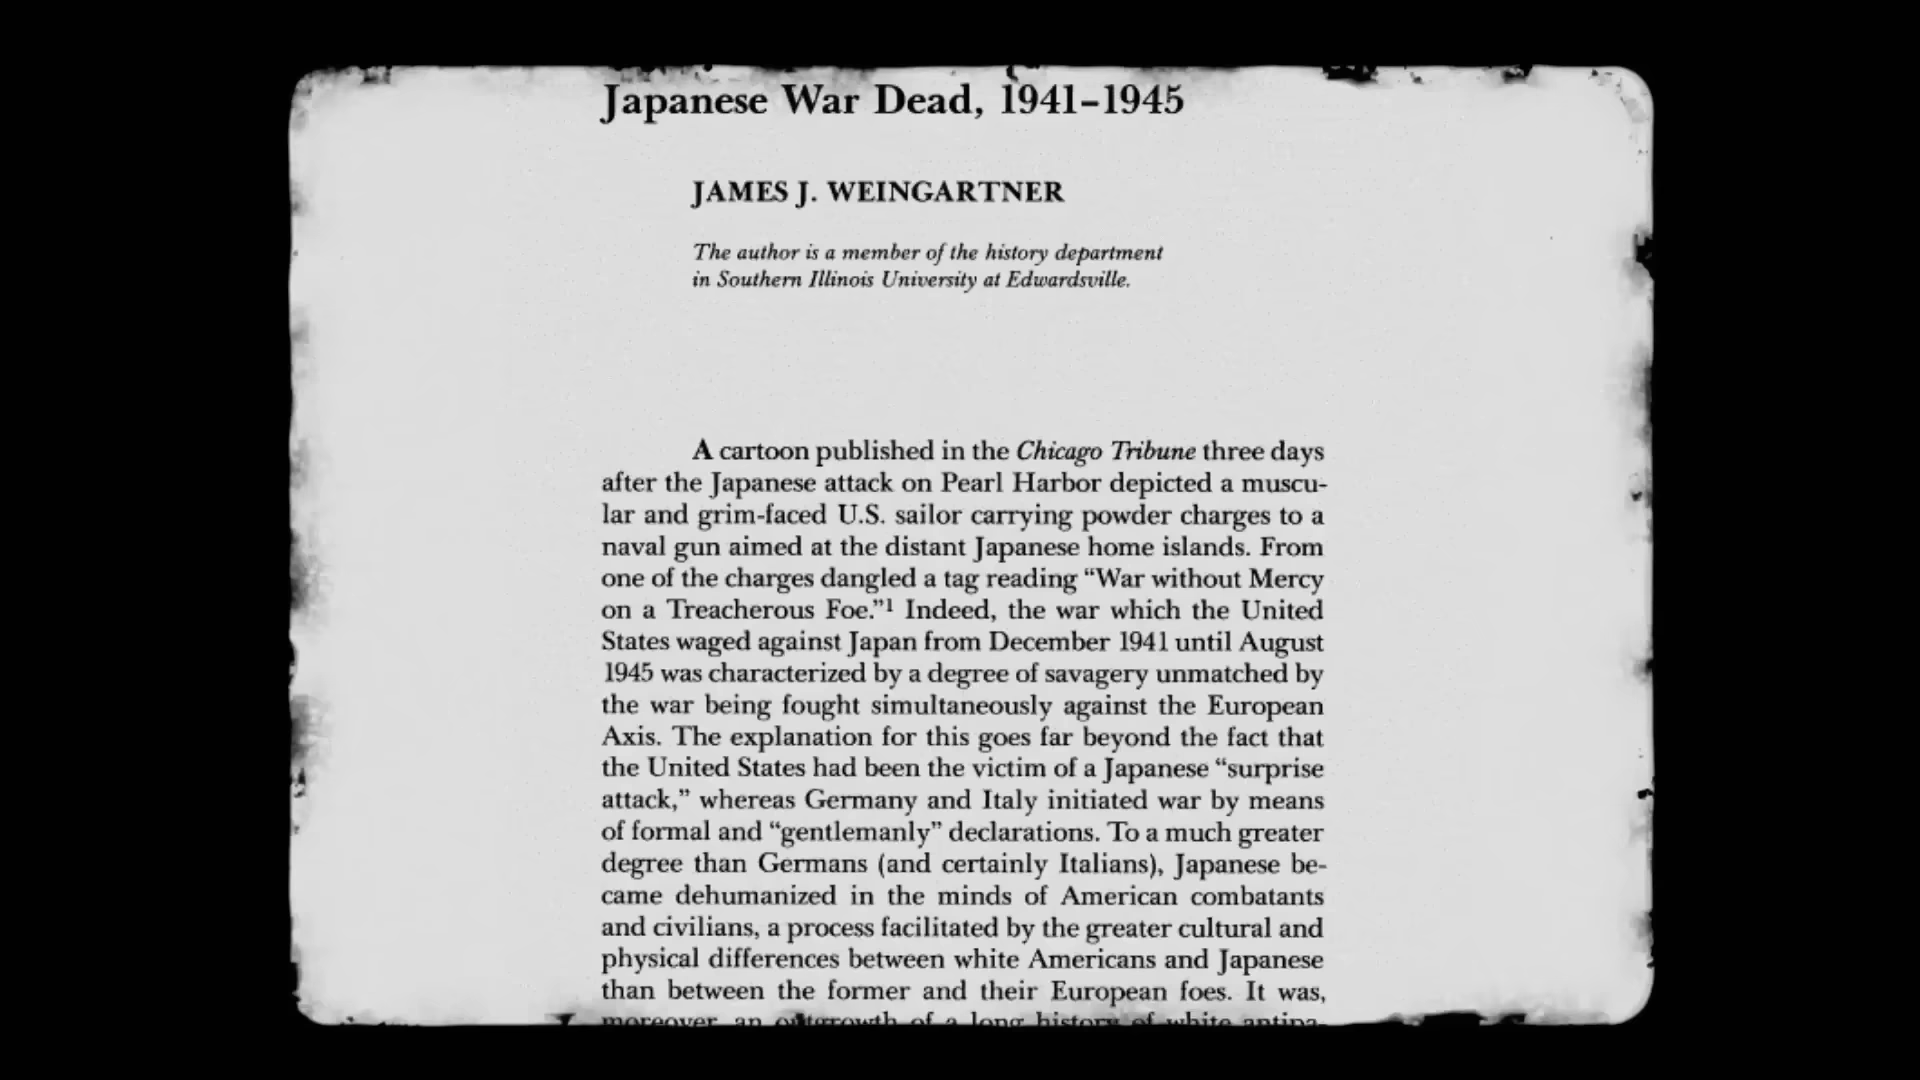 Japanese War Dead, 1941–1945
JAMES J. WEINGARTNER
The author is a member of the history department
in Southern Illinois University at Edwardsville.
A cartoon published in the Chicago Tribune three days
after the Japanese attack on Pearl Harbor depicted a muscu-
lar and grim-faced U.S. sailor carrying powder charges to a
naval gun aimed at the distant Japanese home islands. From
one of the charges dangled a tag reading “War without Mercy
on a Treacherous Foe.”¹ Indeed, the war which the United
States waged against Japan from December 1941 until August
1945 was characterized by a degree of savagery unmatched by
the war being fought simultaneously against the European
Axis. The explanation for this goes far beyond the fact that
the United States had been the victim of a Japanese “surprise
attack,” whereas Germany and Italy initiated war by means
of formal and “gentlemanly” declarations. To a much greater
degree than Germans (and certainly Italians), Japanese be-
came dehumanized in the minds of American combatants
and civilians, a process facilitated by the greater cultural and
physical differences between white Americans and Japanese
than between the former and their European foes. It was,
moreover, an outgrowth of a long history of white antipa-